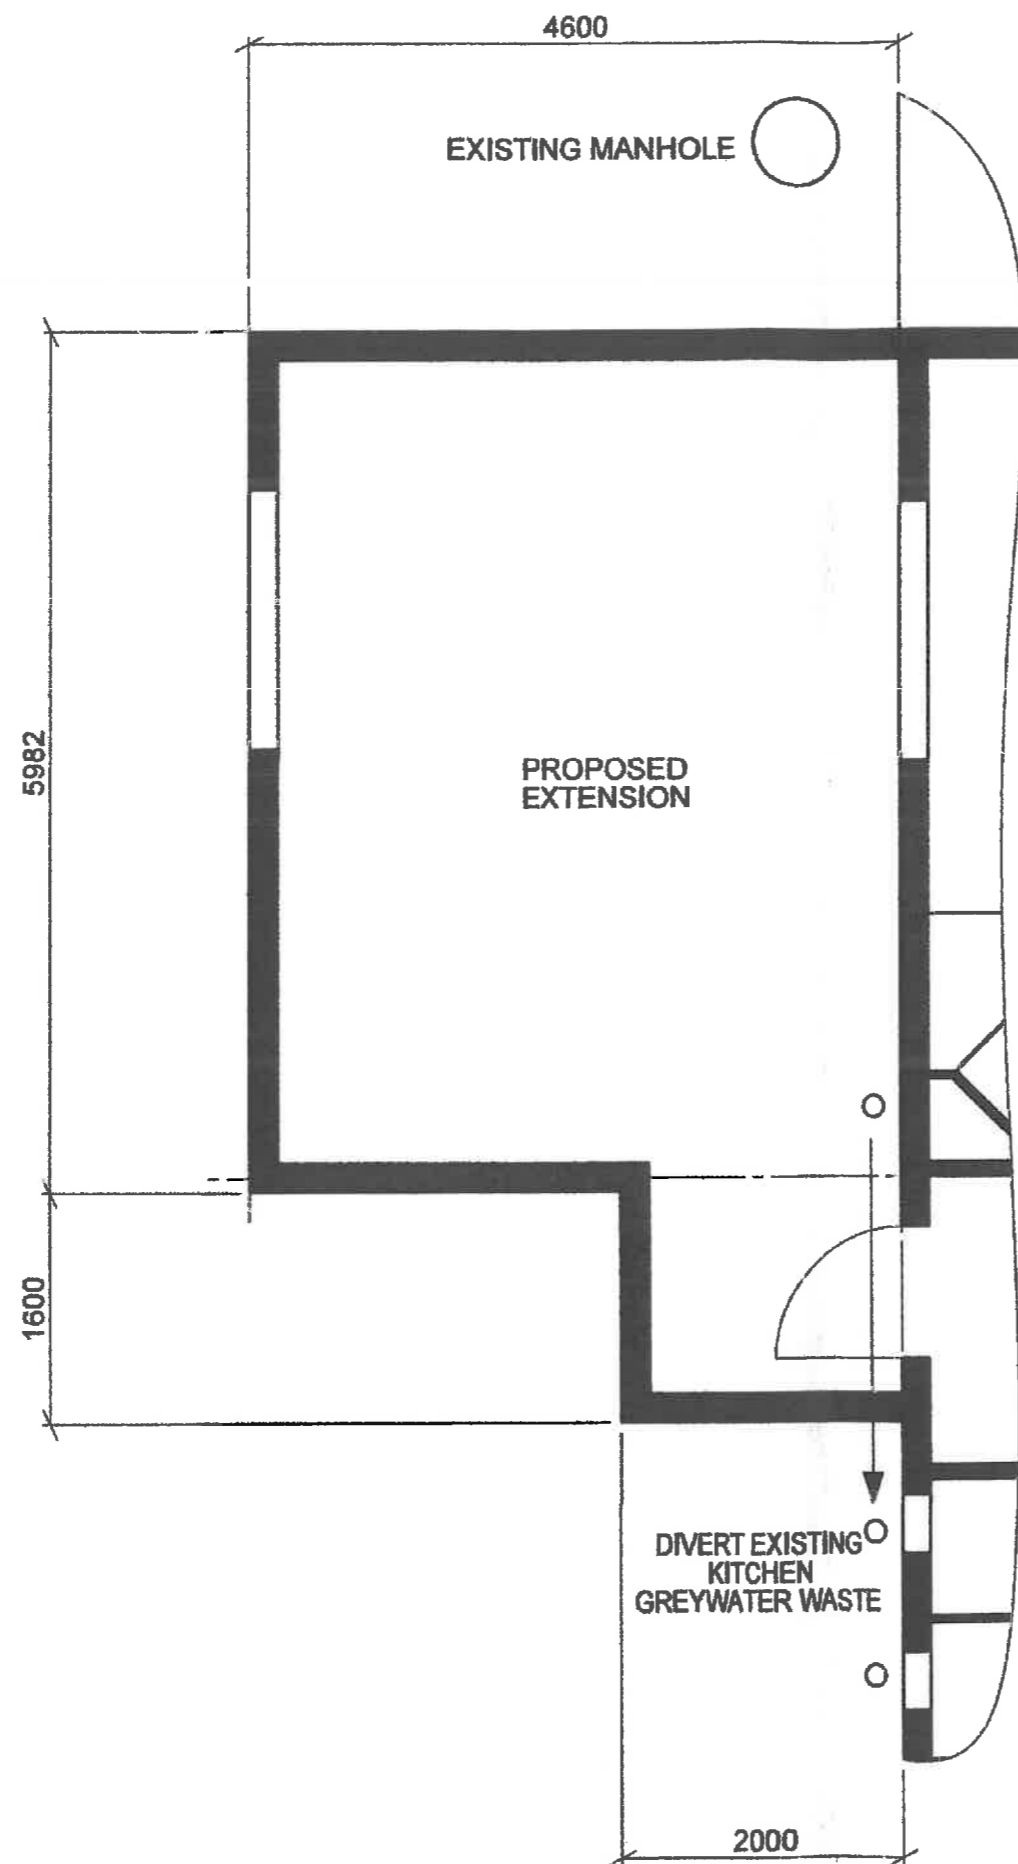 4600
EXISTING MANHOLE
5982
PROPOSED
EXTENSION
1600
DIVERT EXISTING
KITCHEN
GREYWATER WASTE
2000